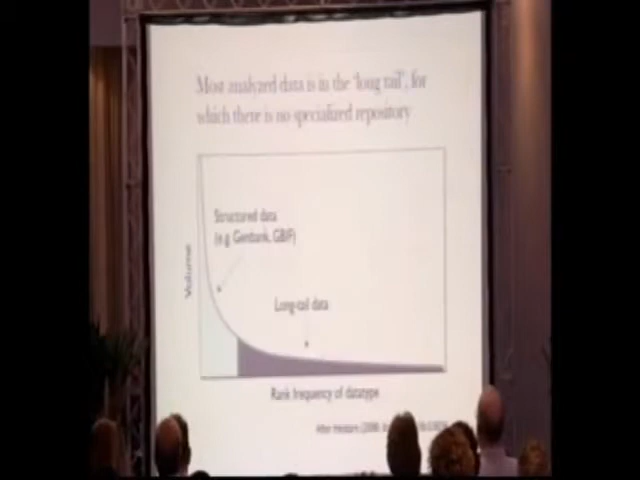 Most analyzed data is in the 'long tail', for
which there is no specialized repository
Structured data
(e.g. Genbank, GBIF)
Long-tail data
Volume
Rank frequency of datatype
After